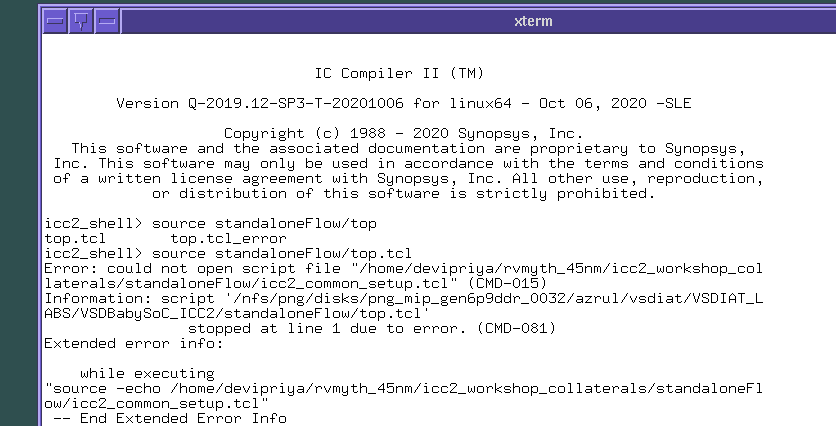 xterm
IC Compiler II (TM)
Version Q-2019.12-SP3-T-20201006 for linux64 - Oct 06, 2020 -SLE
Copyright (c) 1988 - 2020 Synopsys, Inc.
This software and the associated documentation are proprietary to Synopsys,
Inc. This software may only be used in accordance with the terms and conditions
of a written license agreement with Synopsys, Inc. All other use, reproduction,
or distribution of this software is strictly prohibited.
icc2_shell> source standaloneFlow/top
top.tcl       top.tcl_error
icc2_shell> source standaloneFlow/top.tcl
Error: could not open script file "/home/devipriya/rvmyth_45nm/icc2_workshop_col
laterals/standaloneFlow/icc2_common_setup.tcl" (CMD-015)
Information: script '/nfs/png/disks/png_mip_gen6p9ddr_0032/azrul/vsdiat/VSDIAT_L
ABS/VSDBabySoC_ICC2/standaloneFlow/top.tcl'
stopped at line 1 due to error. (CMD-081)
Extended error info:
while executing
"source -echo /home/devipriya/rvmyth_45nm/icc2_workshop_collaterals/standaloneFl
ow/icc2_common_setup.tcl"
-- End Extended Error Info